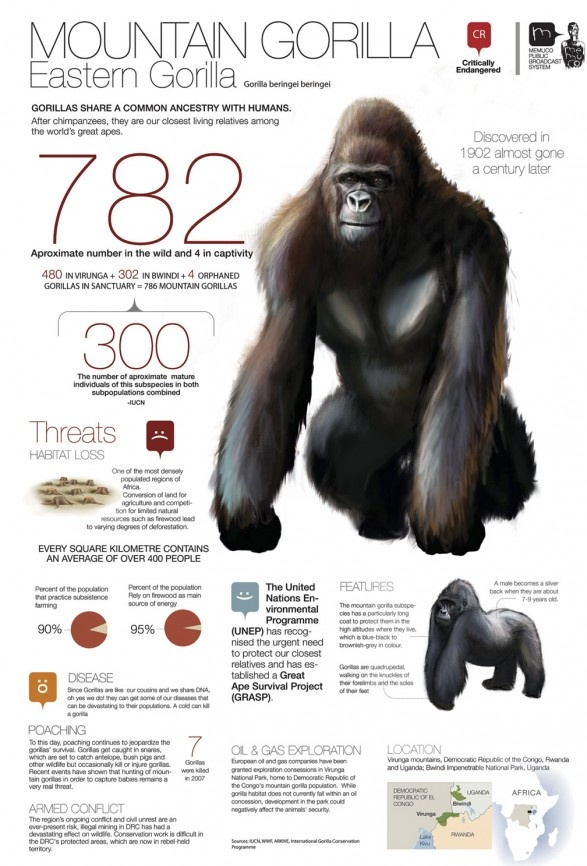 MOUNTAIN GORILLA
Eastern Gorilla Gorilla beringei beringei
CR
Critically
Endangered
MEMUCO
PUBLIC
BROADCAST
SYSTEM
GORILLAS SHARE A COMMON ANCESTRY WITH HUMANS.
After chimpanzees, they are our closest living relatives among
the world's great apes.
Discovered in
1902 almost gone
a century later
782
Aproximate number in the wild and 4 in captivity
480 IN VIRUNGA + 302 IN BWINDI + 4 ORPHANED
GORILLAS IN SANCTUARY = 786 MOUNTAIN GORILLAS
300
The number of aproximate mature
individuals of this subspecies in both
subpopulations combined
-IUCN
Threats
HABITAT LOSS
One of the most densely
populated regions of
Africa.
Conversion of land for
agriculture and competi-
tion for limited natural
resources such as firewood lead
to varying degrees of deforestation.
EVERY SQUARE KILOMETRE CONTAINS
AN AVERAGE OF OVER 400 PEOPLE
Percent of the population
that practice subsistence
farming
90%
Percent of the population
Rely on firewood as main
source of energy
95%
The United
Nations En-
vironmental
Programme
(UNEP) has recog-
nised the urgent need
to protect our closest
relatives and has es-
tablished a Great
Ape Survival Project
(GRASP).
FEATURES
The mountain gorilla subspe-
cies has a particularly long
coat to protect them in the
high altitudes where they live,
which is blue-black to
brownish-grey in colour.
Gorillas are quadrupedal,
walking on the knuckles of
their forelimbs and the soles
of their feet
A male becomes a silver
back when they are about
7-9 years old.
DISEASE
Since Gorillas are like our cousins and we share DNA,
oh yes we do! they can get some of our diseases that
can be devastating to their populations. A cold can kill
a gorilla
POACHING
To this day, poaching continues to jeopardize the
gorillas' survival. Gorillas get caught in snares,
which are set to catch antelope, bush pigs and
other wildlife but occasionally kill or injure gorillas.
Recent events have shown that hunting of moun-
tain gorillas in order to capture babies remains a
very real threat.
7
Gorillas
were killed
in 2007
ARMED CONFLICT
The region's ongoing conflict and civil unrest are an
ever-present risk, illegal mining in DRC has had a
devastating effect on wildlife. Conservation work is difficult in
the DRC's protected areas, which are now in rebel-held
territory.
OIL & GAS EXPLORATION
European oil and gas companies have been
granted exploration consessions in Virunga
National Park, home to Democratic Republic of
the Congo's mountain gorilla population. While
gorilla habitat does not currently fall within an oil
concession, development in the park could
negatively affect the animals' security.
Sources: IUCN, WWF, ARKIVE, International Gorilla Conservation
Programme
LOCATION
Virunga mountains, Democratic Republic of the Congo, Rwanda
and Uganda; Bwindi Impenetrable National Park, Uganda
DEMOCRATIC
REPUBLIC OF EL
CONGO
UGANDA
Bwindi
Virunga
Lake
Kivu
RWANDA
AFRICA